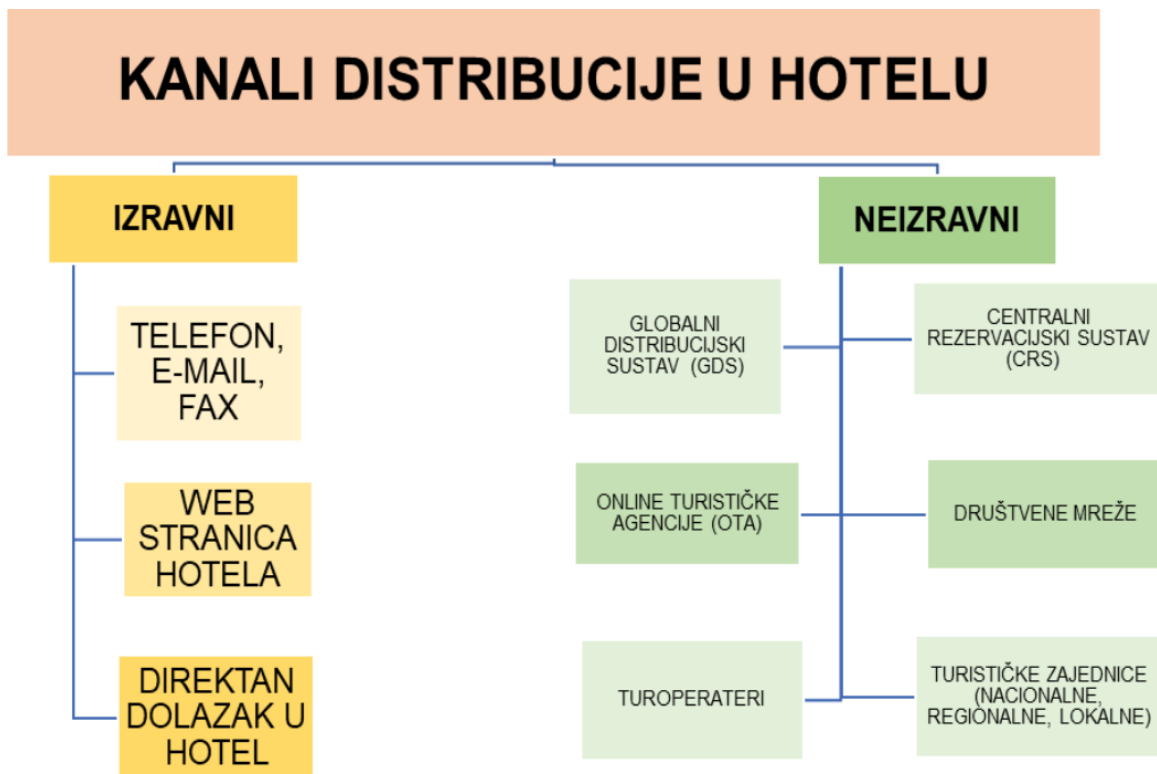 KANALI DISTRIBUCIJE U HOTELU
IZRAVNI
TELEFON,
E-MAIL,
FAX
WEB
STRANICA
HOTELA
DIREKTAN
DOLAZAK U
HOTEL
NEIZRAVNI
GLOBALNI
DISTRIBUCIJSKI
SUSTAV (GDS)
CENTRALNI
REZERVACIJSKI SUSTAV
(CRS)
ONLINE TURISTIČKE
AGENCIJE (OTA)
DRUŠTVENE MREŽE
TUROPERATERI
TURISTIČKE ZAJEDNICE
(NACIONALNE,
REGIONALNE, LOKALNE)